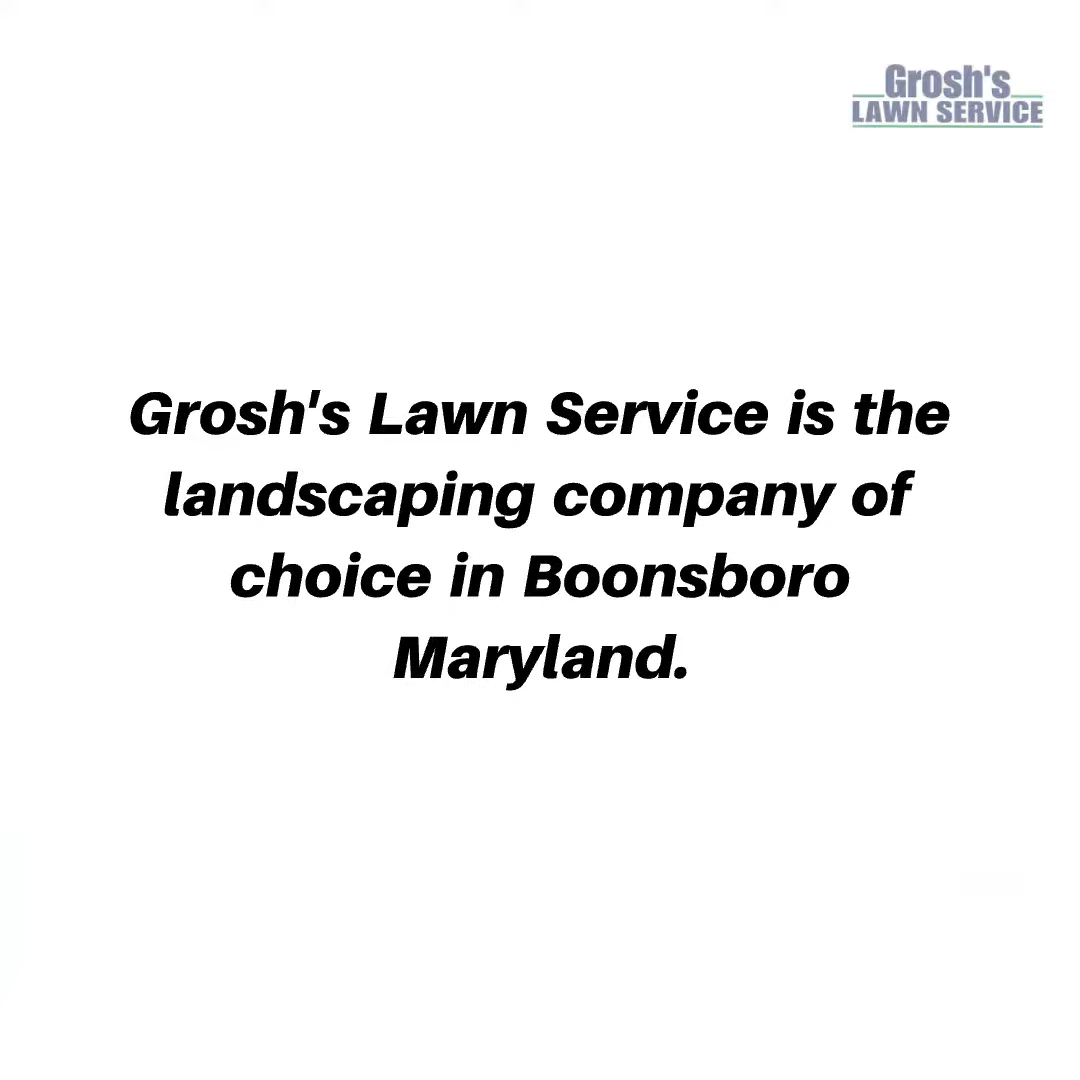 Grosh's
LAWN SERVICE
Grosh's Lawn Service is the
landscaping company of
choice in Boonsboro
Maryland.